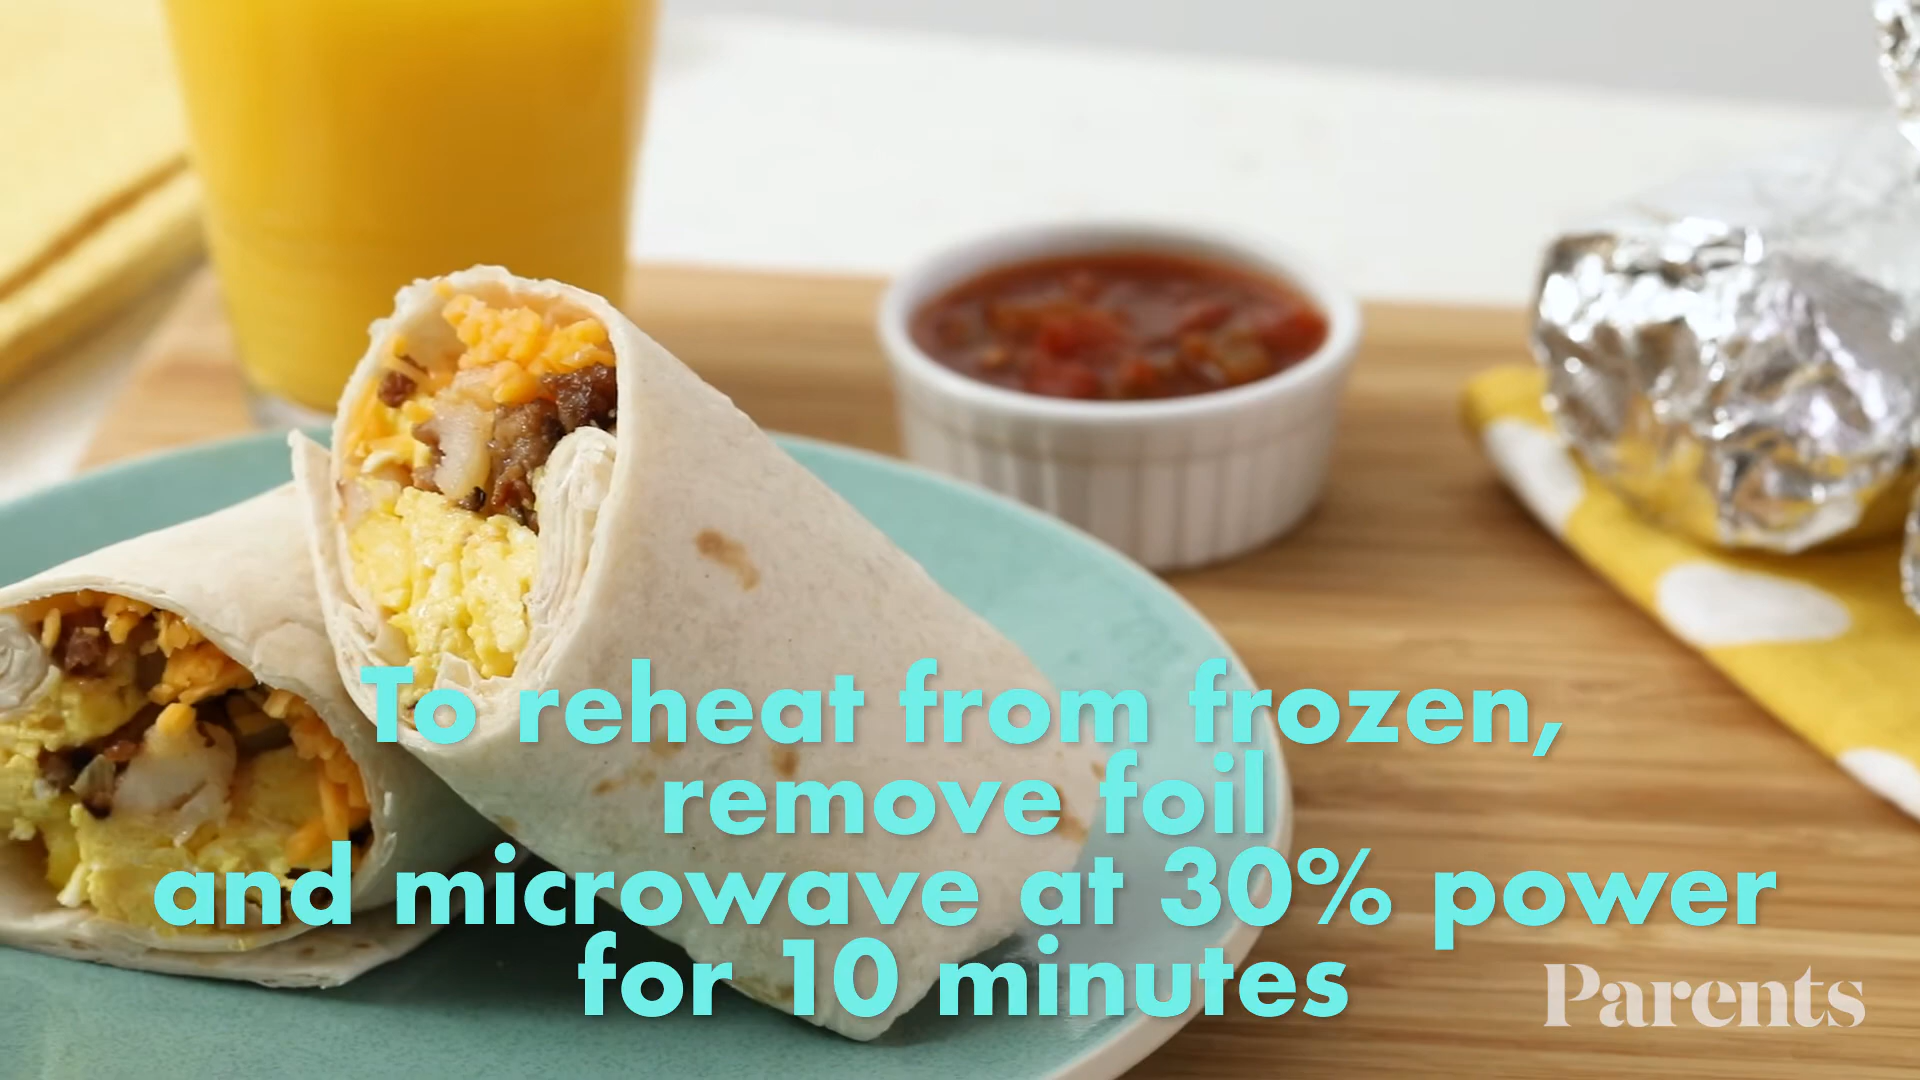 To reheat from frozen,
remove foil
and microwave at 30% power
for 10 minutes
Parents